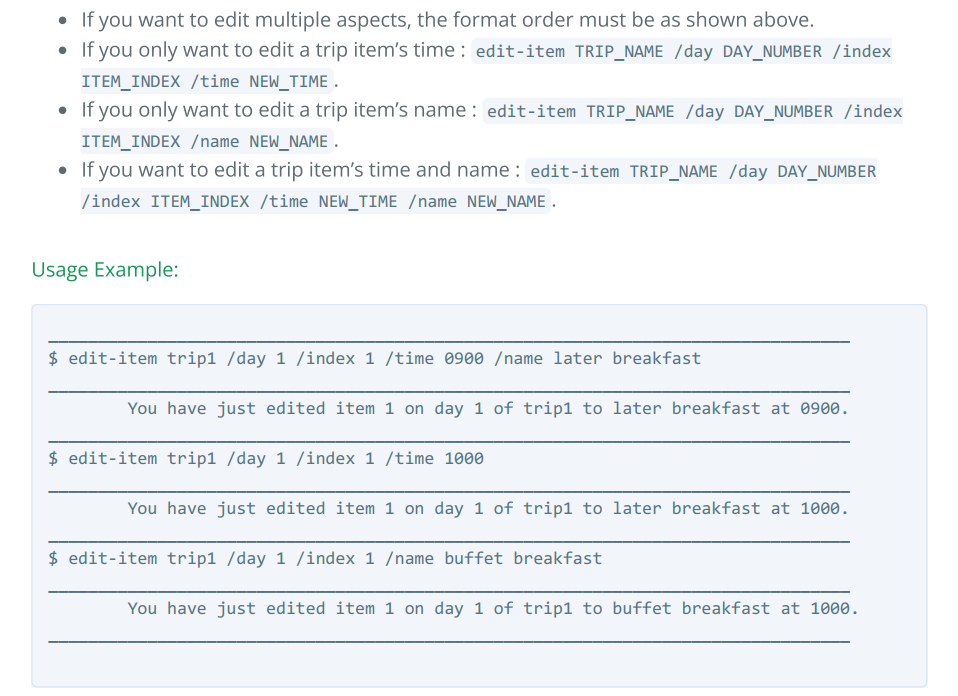 If you want to edit multiple aspects, the format order must be as shown above.
If you only want to edit a trip item’s time : edit-item TRIP_NAME /day DAY_NUMBER /index
ITEM_INDEX /time NEW_TIME .
If you only want to edit a trip item’s name : edit-item TRIP_NAME /day DAY_NUMBER /index
ITEM_INDEX /name NEW_NAME .
If you want to edit a trip item’s time and name : edit-item TRIP_NAME /day DAY_NUMBER
/index ITEM_INDEX /time NEW_TIME /name NEW_NAME .
Usage Example:
$ edit-item trip1 /day 1 /index 1 /time 0900 /name later breakfast
You have just edited item 1 on day 1 of trip1 to later breakfast at 0900.
$ edit-item trip1 /day 1 /index 1 /time 1000
You have just edited item 1 on day 1 of trip1 to later breakfast at 1000.
$ edit-item trip1 /day 1 /index 1 /name buffet breakfast
You have just edited item 1 on day 1 of trip1 to buffet breakfast at 1000.